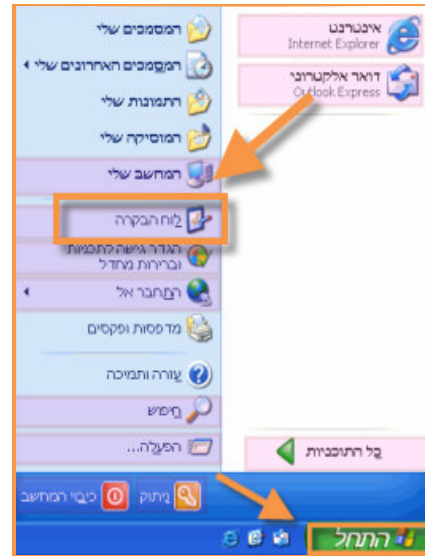 אינטרנט
Internet Explorer
דואר אלקטרוני
Outlook Express
כל התוכניות
המסמכים שלי
המסמכים האחרונים שלי
התמונות שלי
המוסיקה שלי
המחשב שלי
לוח הבקרה
הגדר גישה לתכניות
וברירות מחדל
התחבר אל
מדפסות ופקסים
עזרה ותמיכה
חיפוש
הפעלה...
ניתוק
כיבוי המחשב
התחל